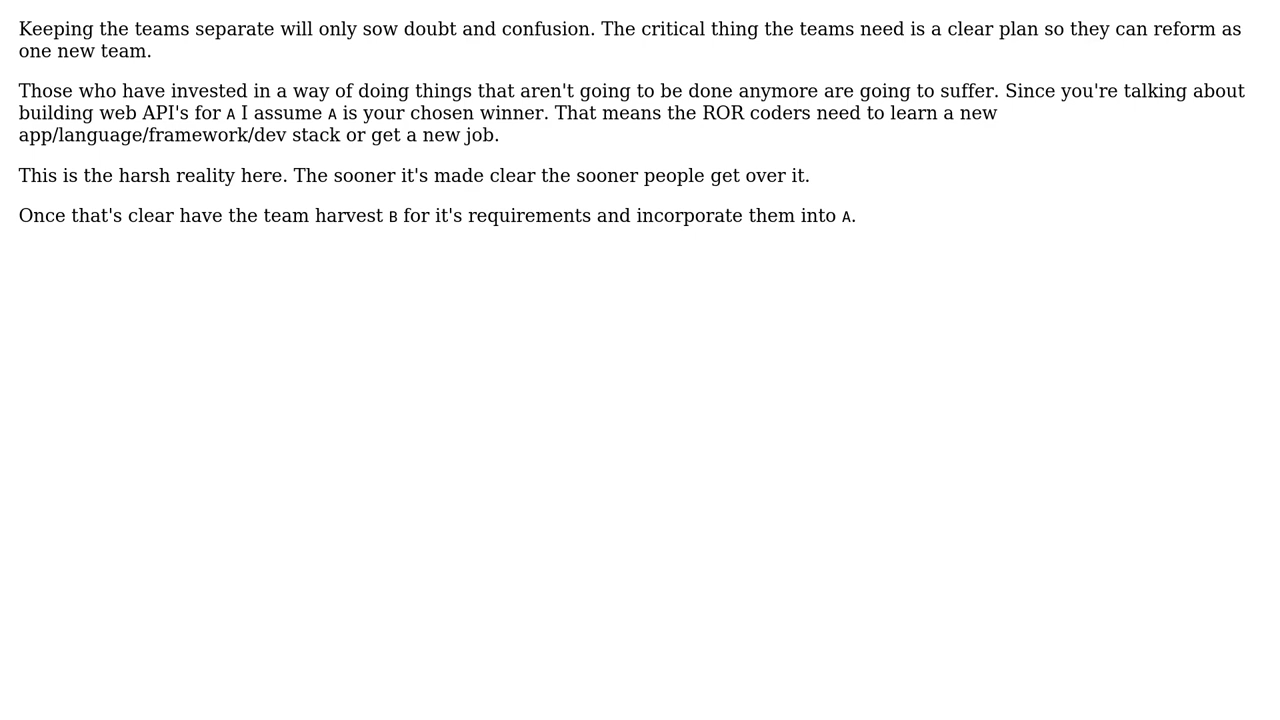 Keeping the teams separate will only sow doubt and confusion. The critical thing the teams need is a clear plan so they can reform as
one new team.
Those who have invested in a way of doing things that aren't going to be done anymore are going to suffer. Since you're talking about
building web API's for A I assume A is your chosen winner. That means the ROR coders need to learn a new
app/language/framework/dev stack or get a new job.
This is the harsh reality here. The sooner it's made clear the sooner people get over it.
Once that's clear have the team harvest B for it's requirements and incorporate them into A.